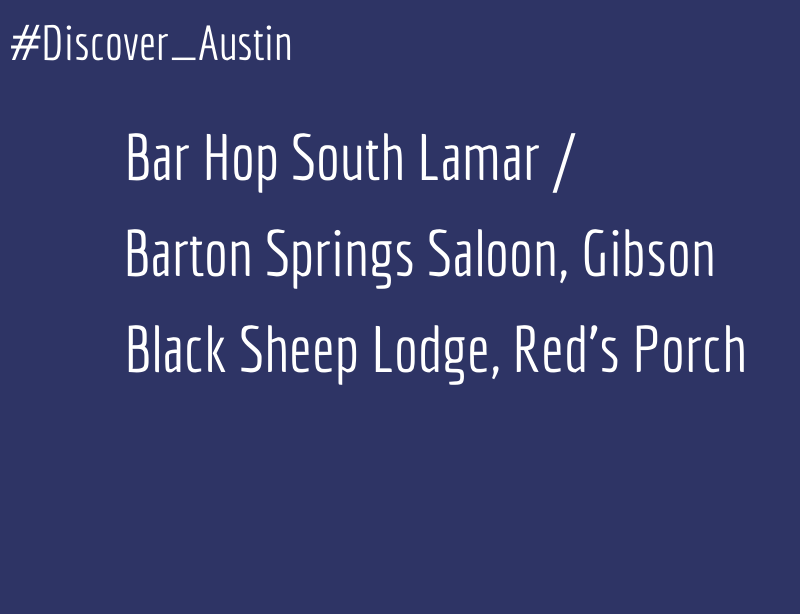 #Discover_Austin
Bar Hop South Lamar /
Barton Springs Saloon, Gibson
Black Sheep Lodge, Red's Porch